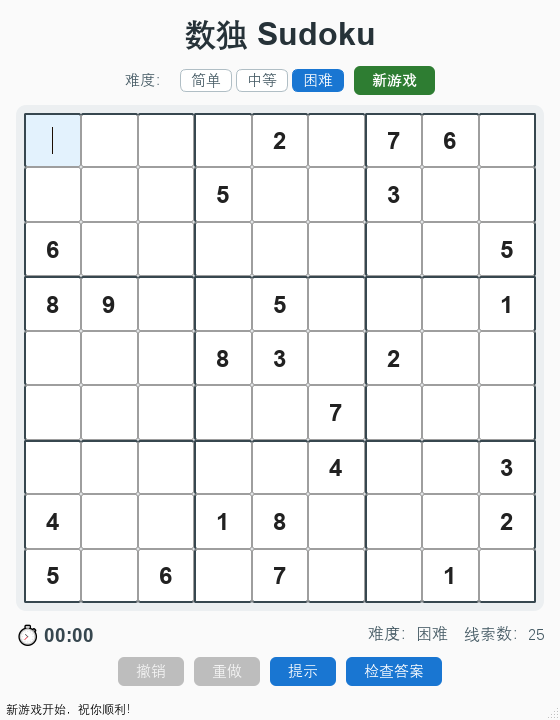 数独 Sudoku
难度: 简单 中等 困难 新游戏
2 7 6
5 3
6 5
8 9 5 1
8 3 2
7
4 3
4 1 8 2
5 6 7 1
00:00 难度: 困难 线索数: 25
撤销 重做 提示 检查答案
新游戏开始，祝你顺利!